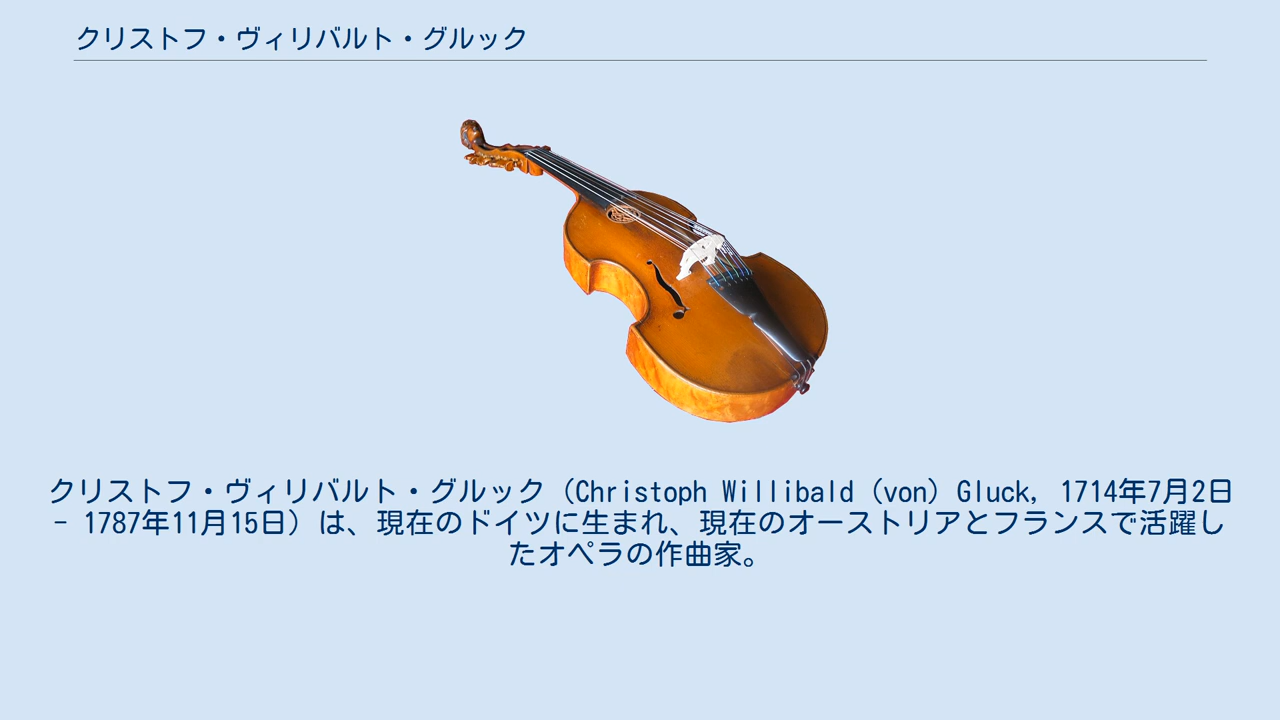 クリストフ・ヴィリバルト・グルック
クリストフ・ヴィリバルト・グルック（Christoph Willibald (von) Gluck, 1714年7月2日
- 1787年11月15日）は、現在のドイツに生まれ、現在のオーストリアとフランスで活躍し
たオペラの作曲家。